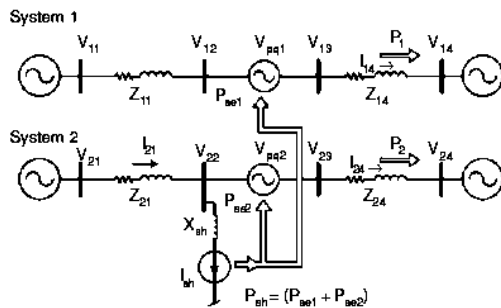 System 1
V11
V12
Vpq1
V13
I14
P1
V14
Z11
Pse1
Z14
System 2
V21
I21
V22
Vpq2
V23
I24
P2
V24
Z21
Pse2
Z24
Xsh
Ish
Psh = (Pse1 + Pse2)